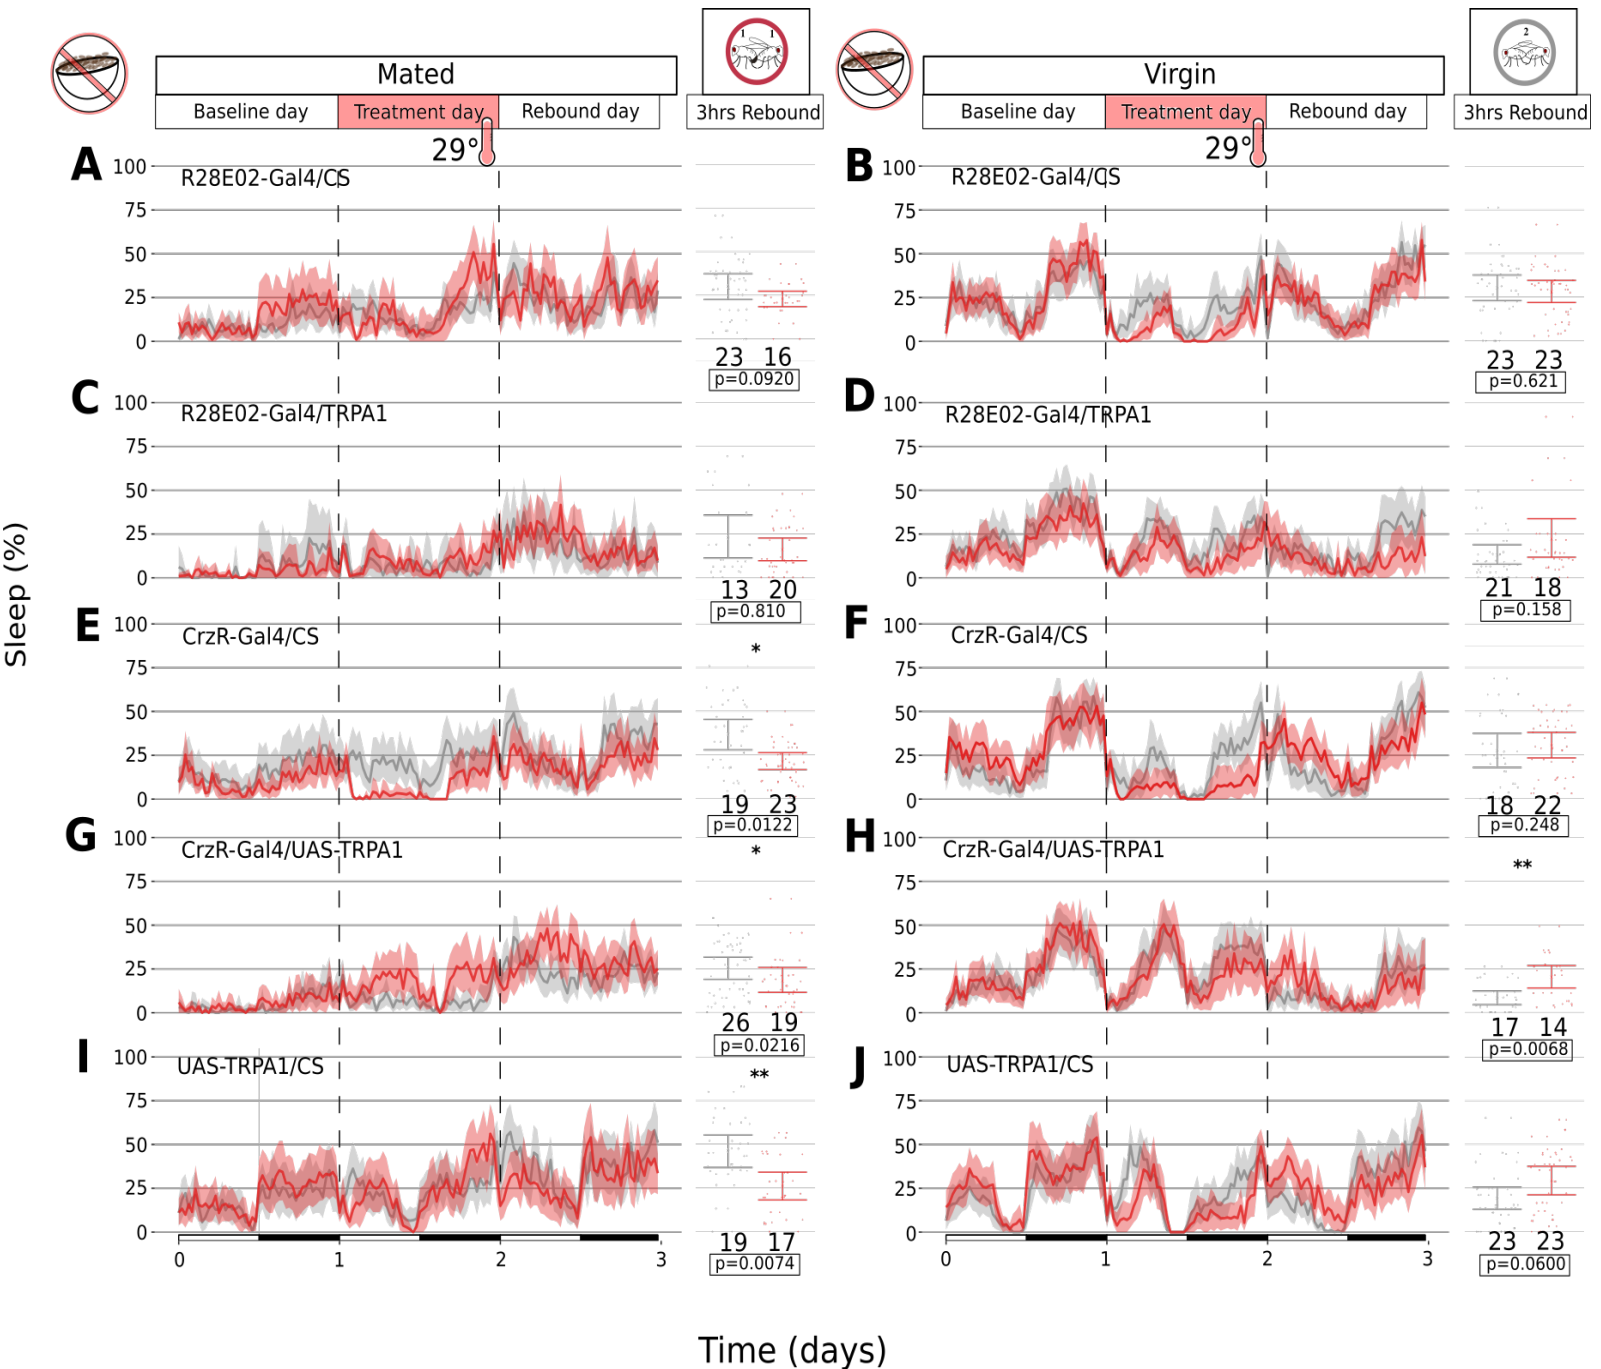 1 1
2
Mated
Virgin
Baseline day Treatment day Rebound day
3hrs Rebound
Baseline day Treatment day Rebound day
3hrs Rebound
29°
29°
A
R28E02-Gal4/CS
100
75
50
25
0
23 16
p=0.0920
B
R28E02-Gal4/CS
100
75
50
25
0
23 23
p=0.621
C
R28E02-Gal4/TRPA1
100
75
50
25
0
13 20
p=0.810
D
R28E02-Gal4/TRPA1
100
75
50
25
0
21 18
p=0.158
E
CrzR-Gal4/CS
100
75
50
25
0
*
19 23
p=0.0122
F
CrzR-Gal4/CS
100
75
50
25
0
18 22
p=0.248
G
CrzR-Gal4/UAS-TRPA1
100
75
50
25
0
*
26 19
p=0.0216
H
CrzR-Gal4/UAS-TRPA1
100
75
50
25
0
**
17 14
p=0.0068
I
UAS-TRPA1/CS
100
75
50
25
0
**
19 17
p=0.0074
J
UAS-TRPA1/CS
100
75
50
25
0
23 23
p=0.0600
0 1 2 3
0 1 2 3
Sleep (%)
Time (days)